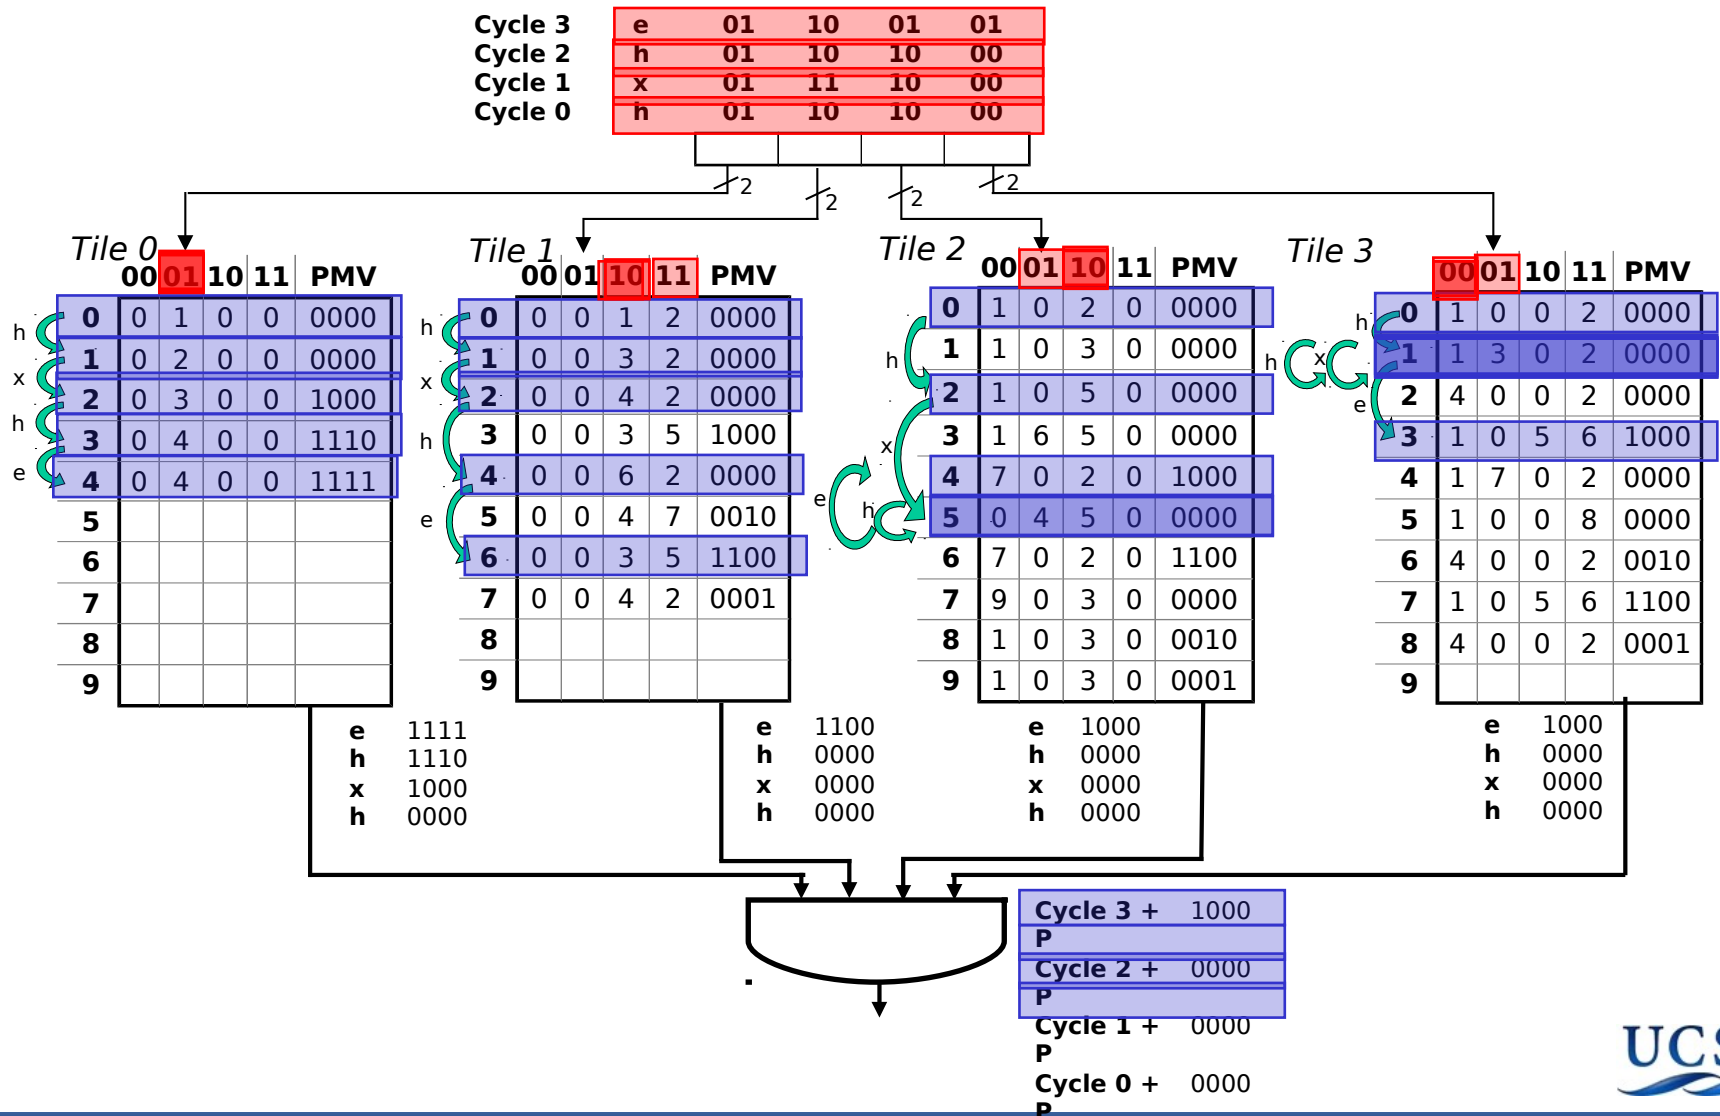 Cycle 3 e 01 10 01 01
Cycle 2 h 01 10 10 00
Cycle 1 x 01 11 10 00
Cycle 0 h 01 10 10 00
2 2 2 2
Tile 0
00 01 10 11 PMV
h x h e
0 0 1 0 0 0000
1 0 2 0 0 0000
2 0 3 0 0 1000
3 0 4 0 0 1110
4 0 4 0 0 1111
5
6
7
8
9
e 1111
h 1110
x 1000
h 0000
Tile 1
00 01 10 11 PMV
h x h e
0 0 0 1 2 0000
1 0 0 3 2 0000
2 0 0 4 2 0000
3 0 0 3 5 1000
4 0 0 6 2 0000
5 0 0 4 7 0010
6 0 0 3 5 1100
7 0 0 4 2 0001
8
9
e 1100
h 0000
x 0000
h 0000
Tile 2
00 01 10 11 PMV
h x e h
0 1 0 2 0 0000
1 1 0 3 0 0000
2 1 0 5 0 0000
3 1 6 5 0 0000
4 7 0 2 0 1000
5 0 4 5 0 0000
6 7 0 2 0 1100
7 9 0 3 0 0000
8 1 0 3 0 0010
9 1 0 3 0 0001
e 1000
h 0000
x 0000
h 0000
Tile 3
00 01 10 11 PMV
h h x e
0 1 0 0 2 0000
1 1 3 0 2 0000
2 4 0 0 2 0000
3 1 0 5 6 1000
4 1 7 0 2 0000
5 1 0 0 8 0000
6 4 0 0 2 0010
7 1 0 5 6 1100
8 4 0 0 2 0001
9
e 1000
h 0000
x 0000
h 0000
Cycle 3 + 1000
P
Cycle 2 + 0000
P
Cycle 1 + 0000
P
Cycle 0 + 0000
P
.
UCS